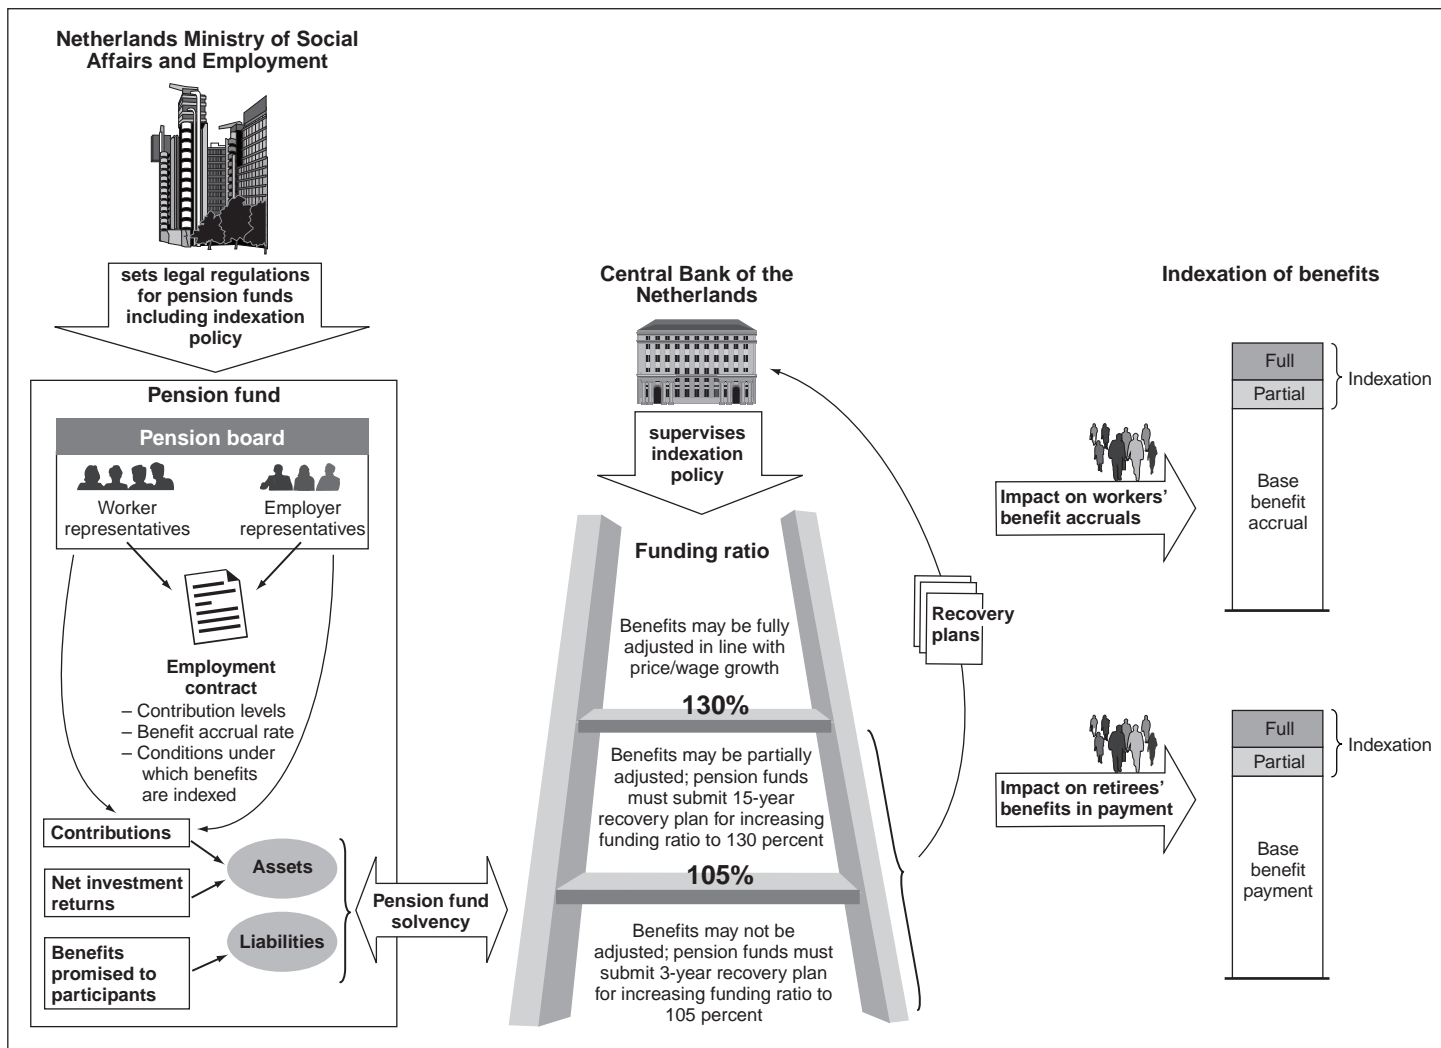 Netherlands Ministry of Social
Affairs and Employment
sets legal regulations
for pension funds
including indexation
policy
Pension fund
Pension board
Worker
representatives
Employer
representatives
Employment
contract
– Contribution levels
– Benefit accrual rate
– Conditions under
which benefits
are indexed
Contributions
Net investment
returns
Benefits
promised to
participants
Assets
Liabilities
Pension fund
solvency
Central Bank of the
Netherlands
supervises
indexation
policy
Funding ratio
Benefits may be fully
adjusted in line with
price/wage growth
130%
Benefits may be partially
adjusted; pension funds
must submit 15-year
recovery plan for increasing
funding ratio to 130 percent
105%
Benefits may not be
adjusted; pension funds must
submit 3-year recovery plan
for increasing funding ratio to
105 percent
Recovery
plans
Indexation of benefits
Impact on workers’
benefit accruals
Full
Partial
Indexation
Base
benefit
accrual
Impact on retirees’
benefits in payment
Full
Partial
Indexation
Base
benefit
payment